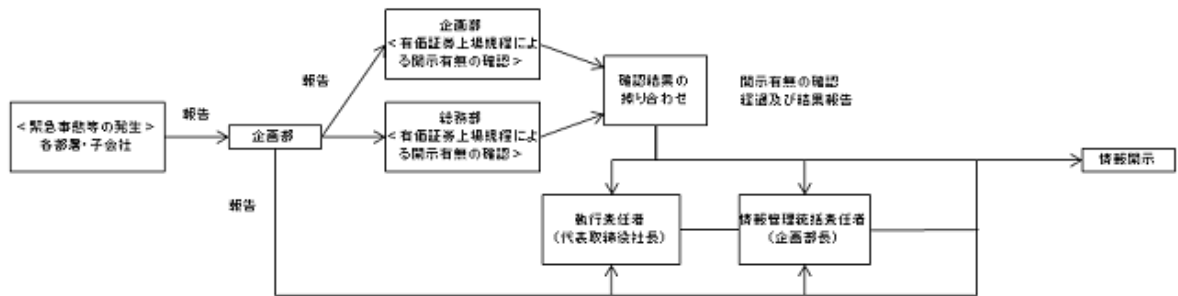 <緊急事態等の発生>
各部署・子会社
報告
企画部
報告
企画部
<有価証券上場規程によ
る開示有無の確認>
総務部
<有価証券上場規程によ
る開示有無の確認>
確認結果の
擦り合わせ
開示有無の確認
経過及び結果報告
情報開示
報告
執行責任者
(代表取締役社長)
情報管理統括責任者
(企画部長)